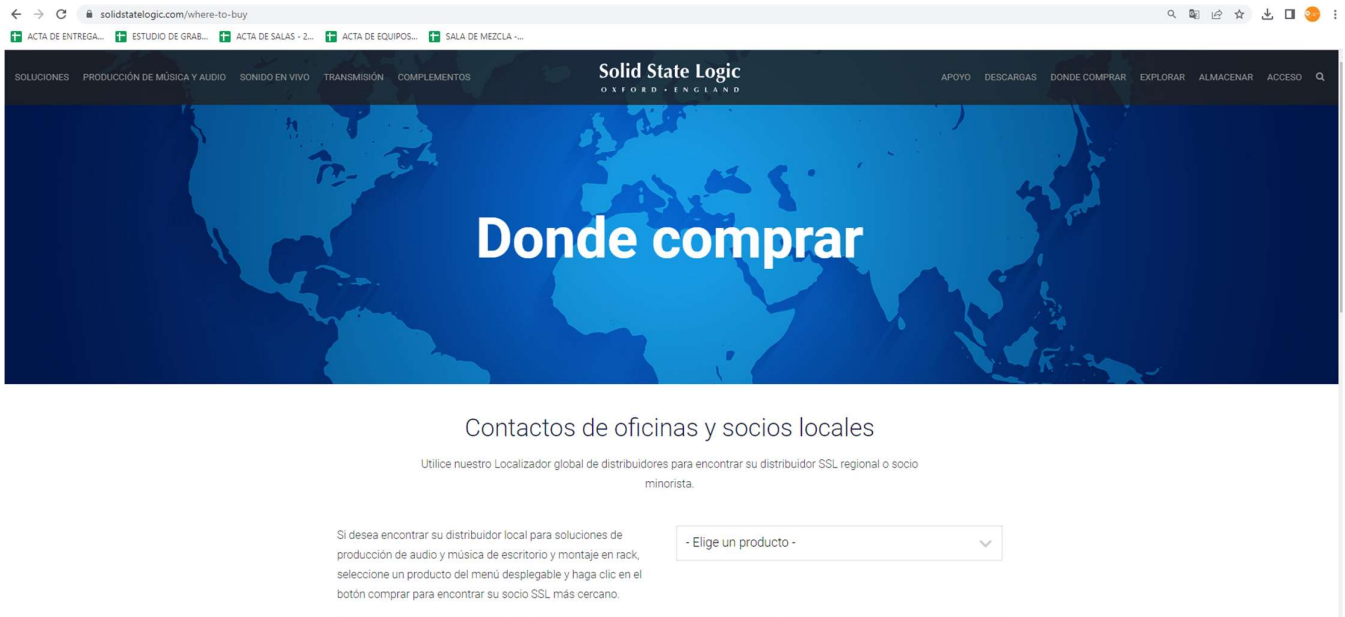 solidstatelogic.com/where-to-buy
ACTA DE ENTREGA... ESTUDIO DE GRAB... ACTA DE SALAS - 2... ACTA DE EQUIPOS... SALA DE MEZCLA -...
SOLUCIONES PRODUCCIÓN DE MÚSICA Y AUDIO SONIDO EN VIVO TRANSMISIÓN COMPLEMENTOS Solid State Logic APOYO DESCARGAS DONDE COMPRAR EXPLORAR ALMACENAR ACCESO
OXFORD • ENGLAND
Donde comprar
Contactos de oficinas y socios locales
Utilice nuestro Localizador global de distribuidores para encontrar su distribuidor SSL regional o socio
minorista.
Si desea encontrar su distribuidor local para soluciones de
producción de audio y música de escritorio y montaje en rack,
seleccione un producto del menú desplegable y haga clic en el
botón comprar para encontrar su socio SSL más cercano.
- Elige un producto -